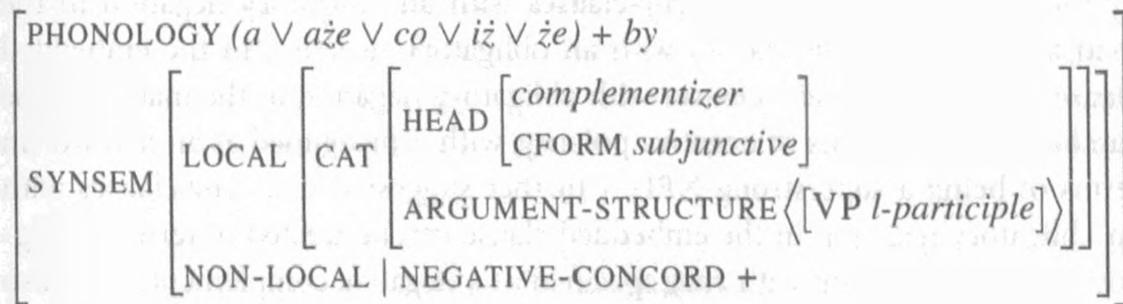 PHONOLOGY (a ∨ aże ∨ co ∨ iż ∨ że) + by
HEAD [complementizer
CFORM subjunctive]
SYNSEM [LOCAL [CAT
ARGUMENT-STRUCTURE ⟨[VP l-participle]⟩
NON-LOCAL | NEGATIVE-CONCORD +